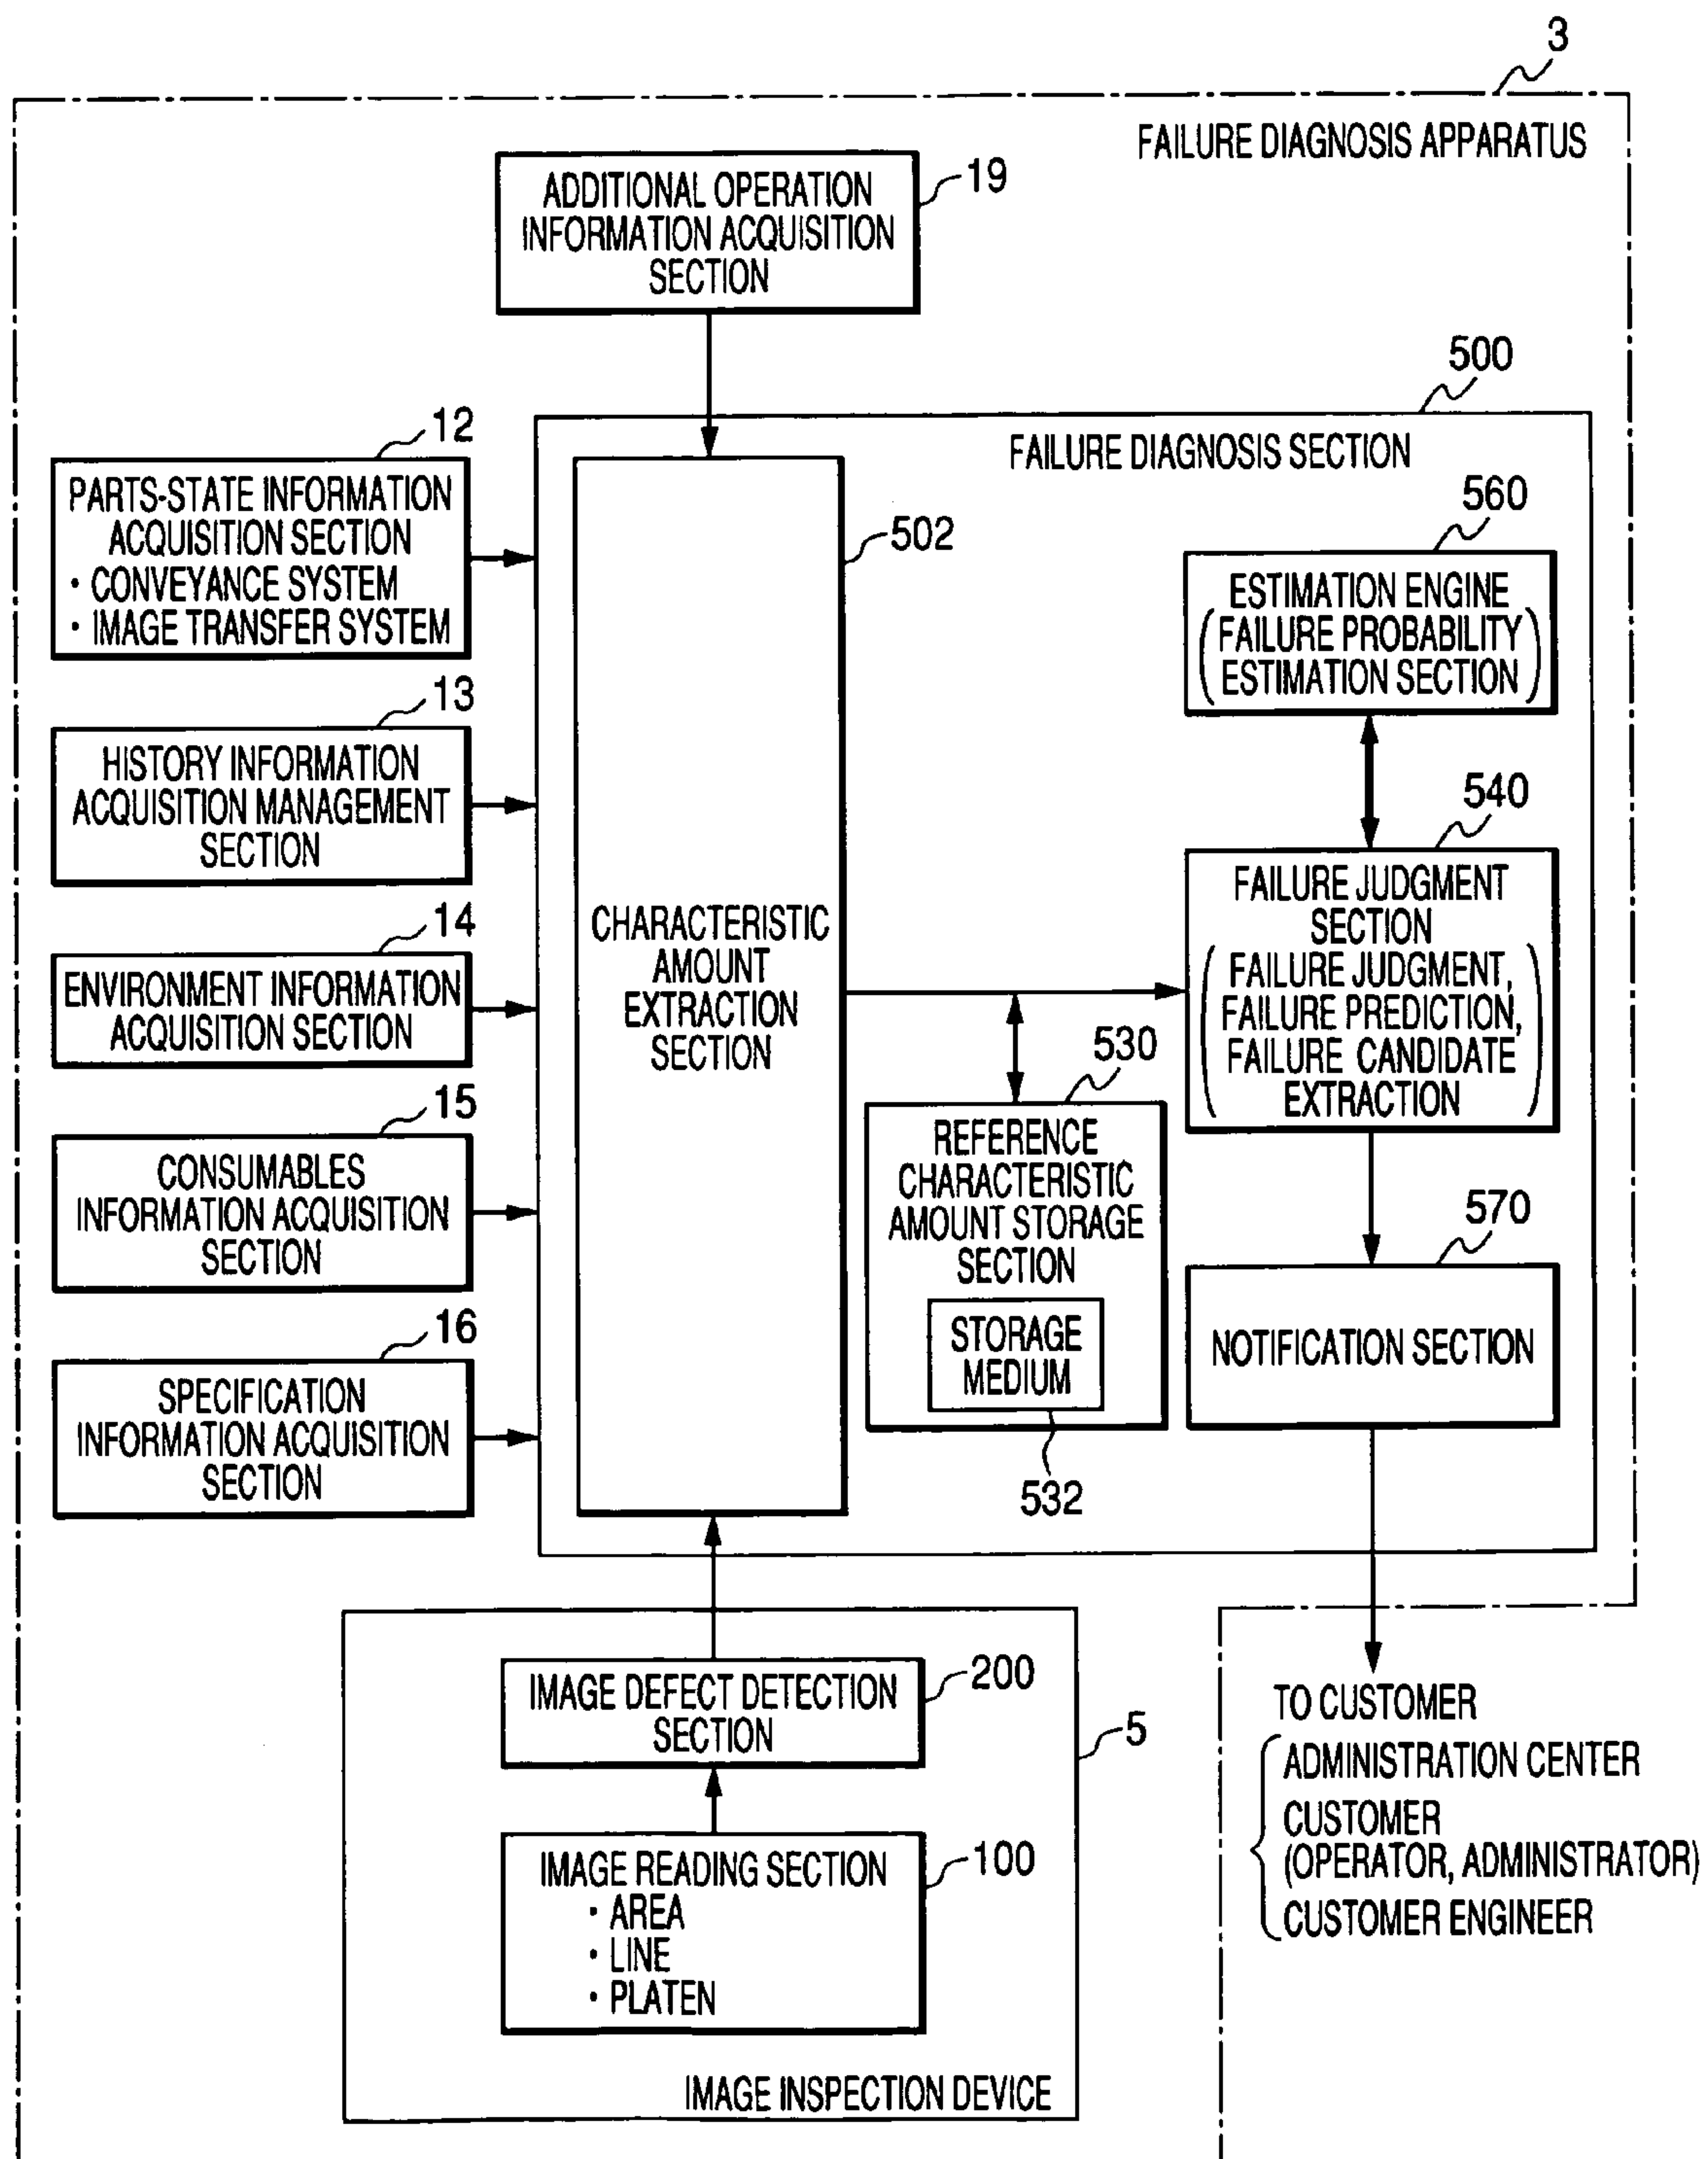 3
FAILURE DIAGNOSIS APPARATUS
ADDITIONAL OPERATION
INFORMATION ACQUISITION
SECTION
19
500
FAILURE DIAGNOSIS SECTION
12
PARTS-STATE INFORMATION
ACQUISITION SECTION
・CONVEYANCE SYSTEM
・IMAGE TRANSFER SYSTEM
13
HISTORY INFORMATION
ACQUISITION MANAGEMENT
SECTION
14
ENVIRONMENT INFORMATION
ACQUISITION SECTION
15
CONSUMABLES
INFORMATION ACQUISITION
SECTION
16
SPECIFICATION
INFORMATION ACQUISITION
SECTION
502
CHARACTERISTIC
AMOUNT
EXTRACTION
SECTION
560
ESTIMATION ENGINE
(FAILURE PROBABILITY
ESTIMATION SECTION)
540
FAILURE JUDGMENT
SECTION
(FAILURE JUDGMENT,
FAILURE PREDICTION,
FAILURE CANDIDATE
EXTRACTION)
530
REFERENCE
CHARACTERISTIC
AMOUNT STORAGE
SECTION
STORAGE
MEDIUM
532
570
NOTIFICATION SECTION
IMAGE DEFECT DETECTION
SECTION
200
5
IMAGE READING SECTION
・AREA
・LINE
・PLATEN
100
IMAGE INSPECTION DEVICE
TO CUSTOMER
ADMINISTRATION CENTER
CUSTOMER
(OPERATOR, ADMINISTRATOR)
CUSTOMER ENGINEER